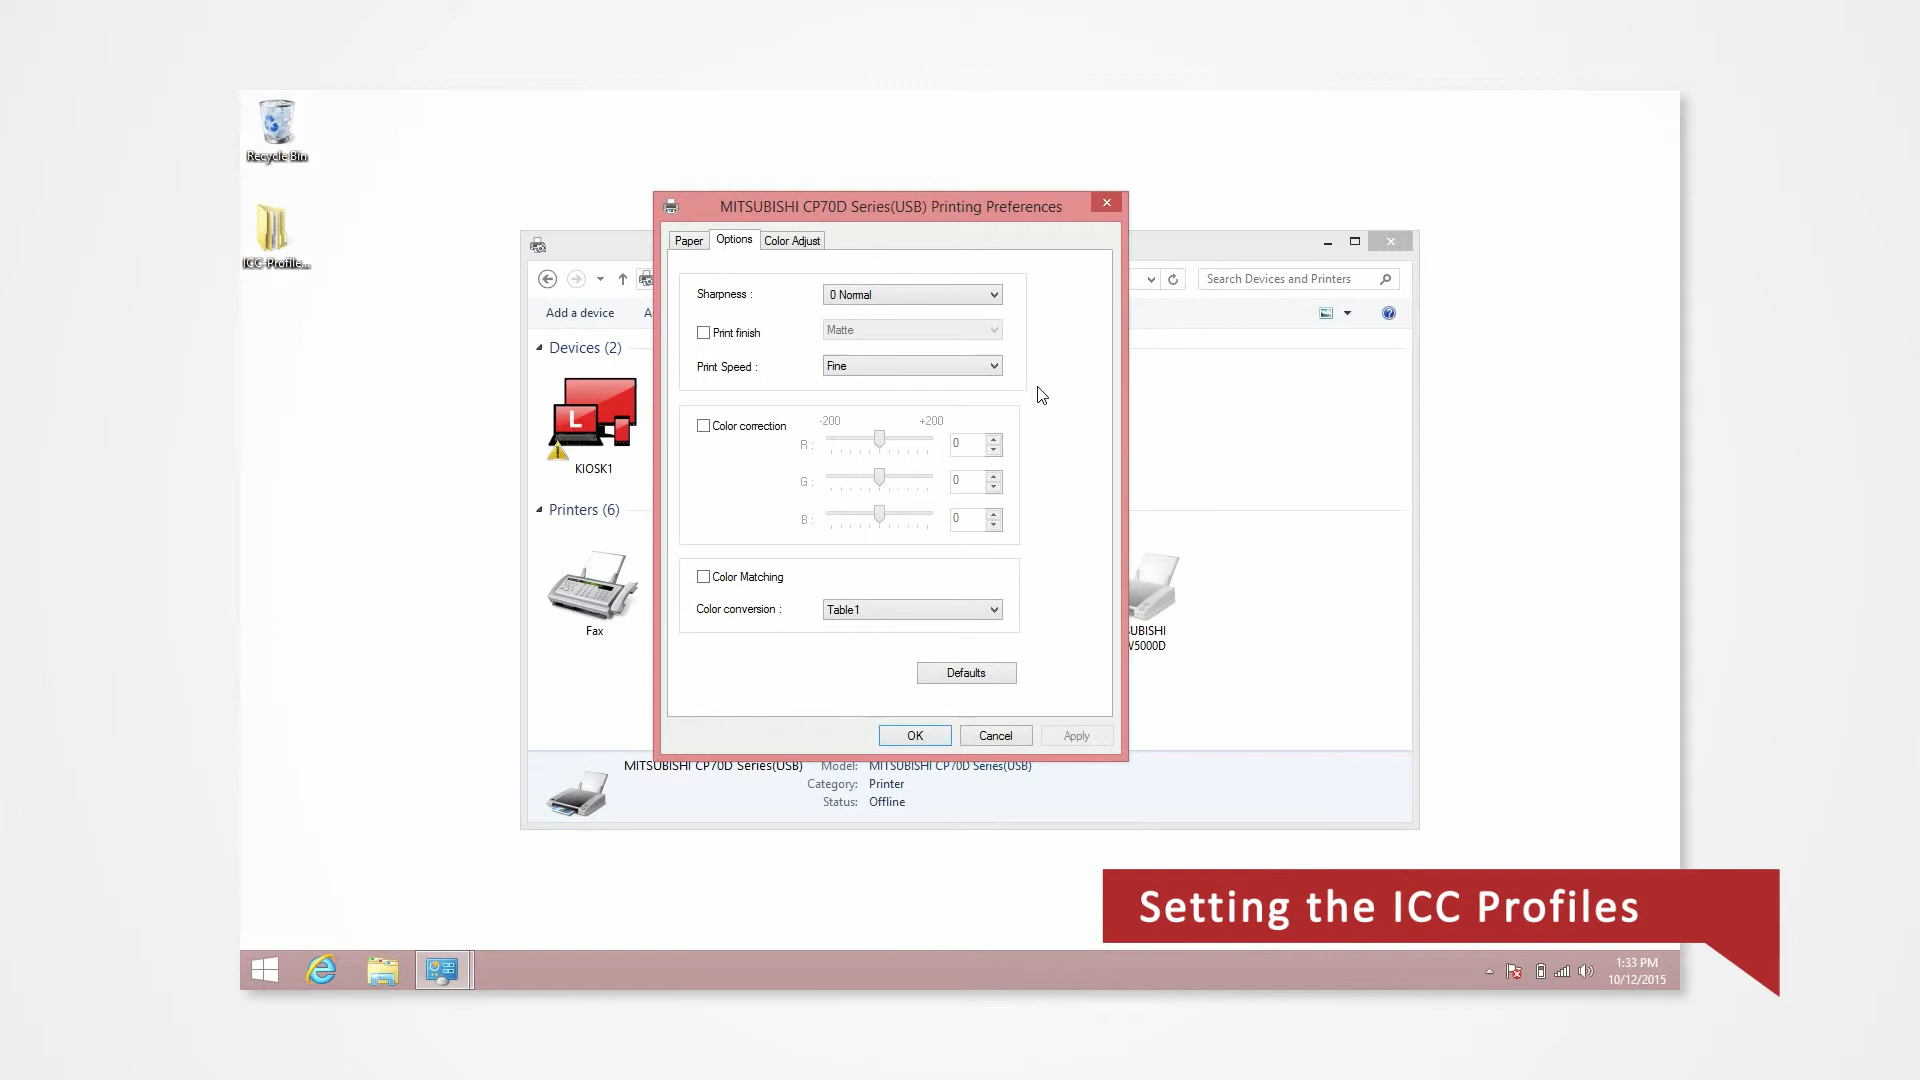 Recycle Bin
ICC-Profile...
MITSUBISHI CP70D Series(USB) Printing Preferences
Paper
Options
Color Adjust
Sharpness :
0 Normal
Print finish
Matte
Print Speed :
Fine
Color correction
-200
+200
R :
0
G :
0
B :
0
Color Matching
Color conversion :
Table1
Defaults
OK
Cancel
Apply
Search Devices and Printers
Add a device
A
Devices (2)
L
KIOSK1
Printers (6)
Fax
UBISHI
5000D
MITSUBISHI CP70D Series(USB)
Model: MITSUBISHI CP70D Series(USB)
Category: Printer
Status: Offline
Setting the ICC Profiles
1:33 PM
10/12/2015